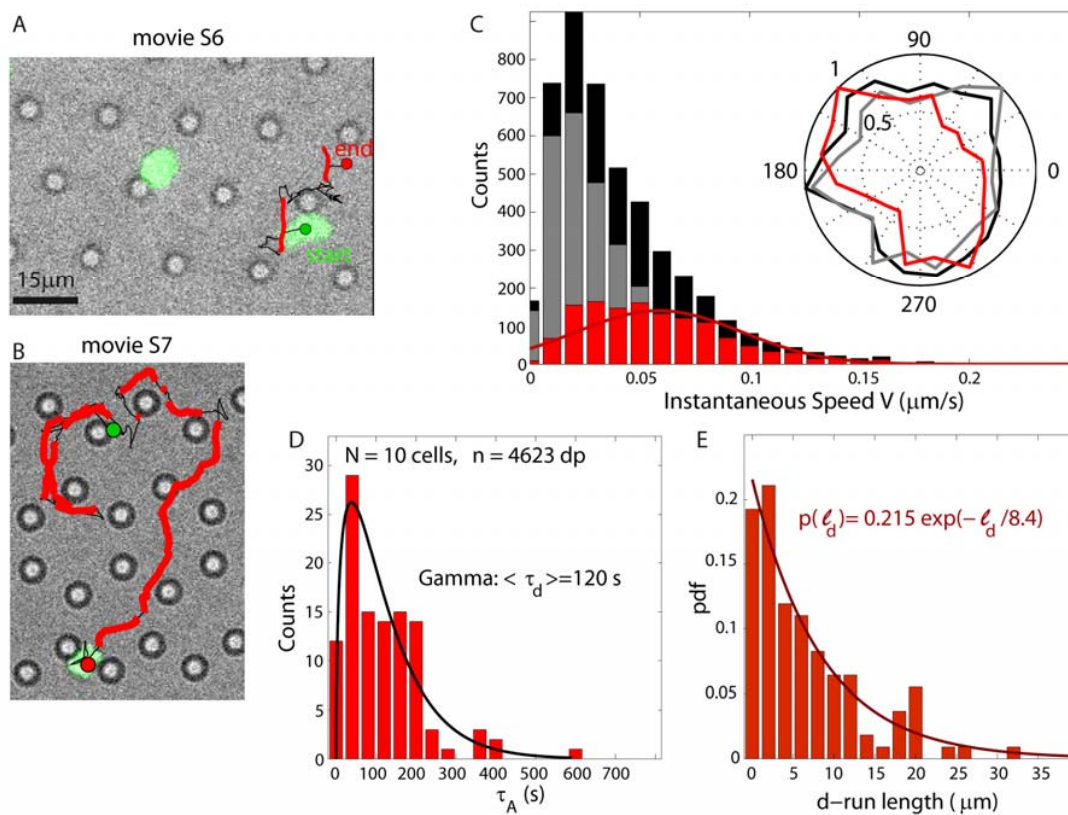 A
movie S6
end
start
15μm
B
movie S7
C
Counts
800
700
600
500
400
300
200
100
0
0
0.05
0.1
0.15
0.2
Instantaneous Speed V (μm/s)
90
1
0.5
180
0
270
D
N = 10 cells, n = 4623 dp
Gamma: < τd >=120 s
Counts
30
25
20
15
10
5
0
0
100
200
300
400
500
600
700
τA (s)
E
p(ℓd)= 0.215 exp(−ℓd/8.4)
pdf
0.2
0.15
0.1
0.05
0
0
5
10
15
20
25
30
35
d−run length ( μm)